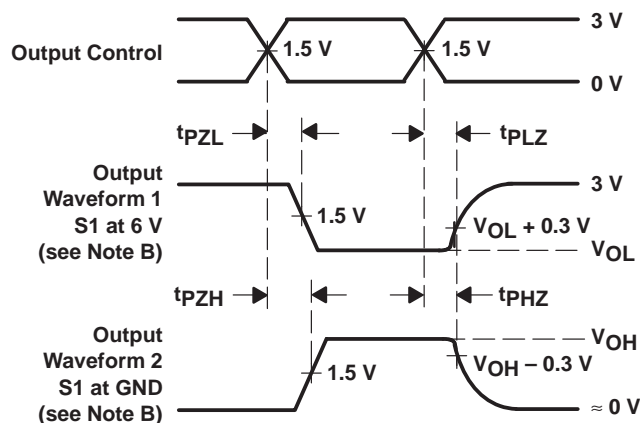 3 V
Output Control
1.5 V
1.5 V
0 V
tPZL
tPLZ
Output
Waveform 1
S1 at 6 V
(see Note B)
3 V
1.5 V
VOL + 0.3 V
VOL
tPZH
tPHZ
Output
Waveform 2
S1 at GND
(see Note B)
VOH
1.5 V
VOH – 0.3 V
≈ 0 V